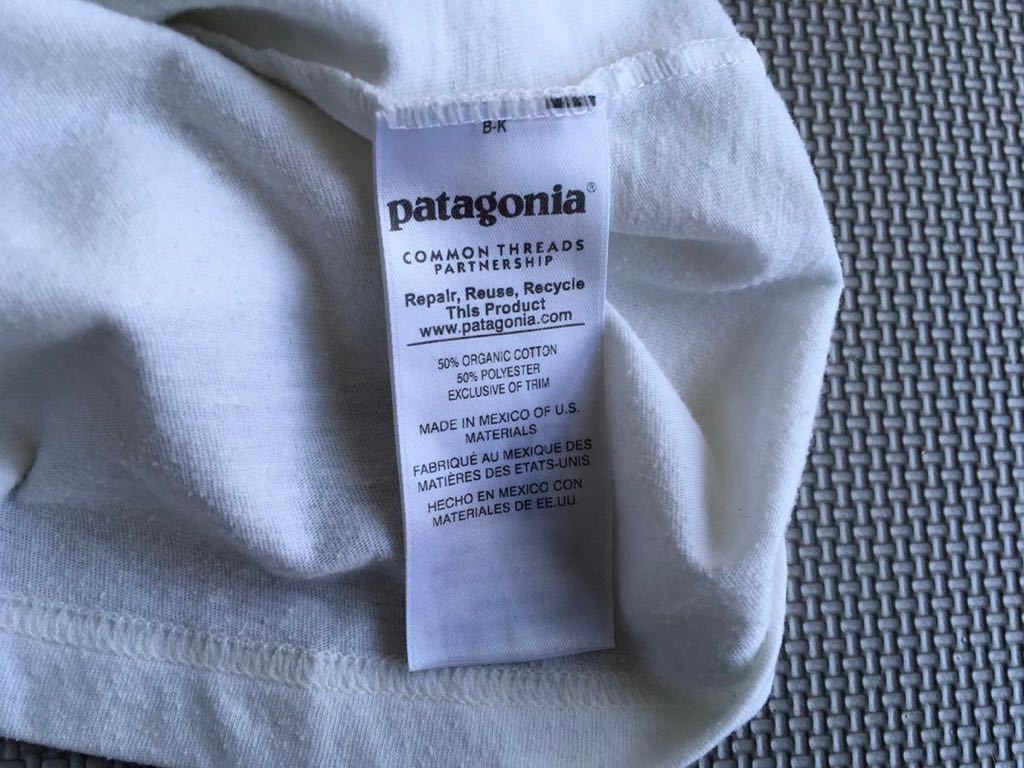 B-K
patagonia®
COMMON THREADS
PARTNERSHIP
Repair, Reuse, Recycle
This Product
www.patagonia.com
50% ORGANIC COTTON
50% POLYESTER
EXCLUSIVE OF TRIM
MADE IN MEXICO OF U.S.
MATERIALS
FABRIQUÉ AU MEXIQUE DES
MATIÈRES DES ETATS-UNIS
HECHO EN MEXICO CON
MATERIALES DE EE.UU.